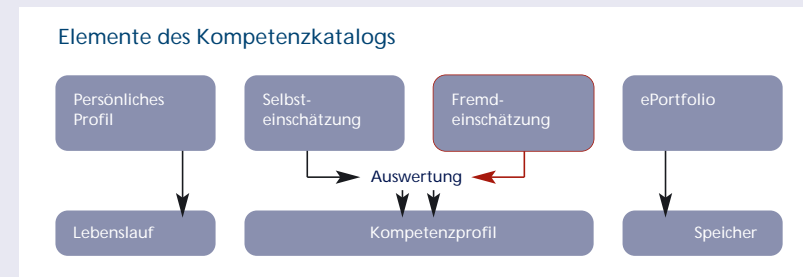 Elemente des Kompetenzkatalogs
Persönliches
Profil
Selbst-
einschätzung
Fremd-
einschätzung
ePortfolio
Auswertung
Lebenslauf
Kompetenzprofil
Speicher